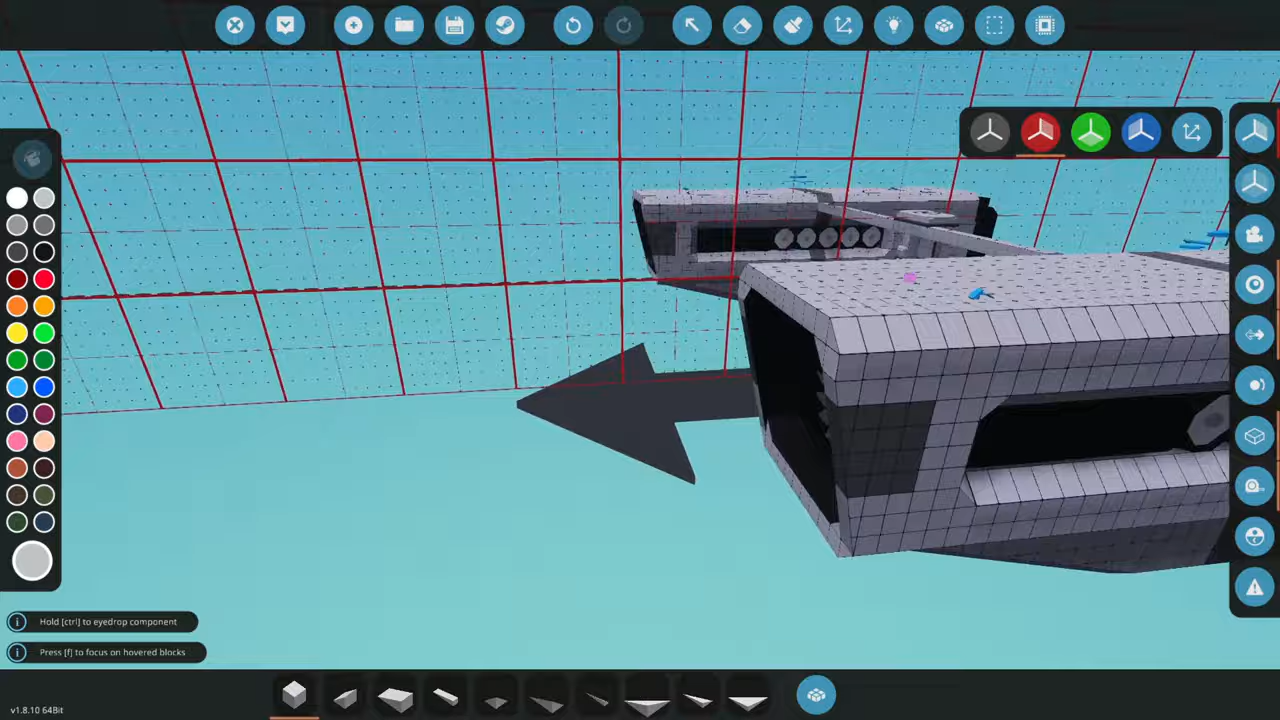 Hold [ctrl] to eyedrop component
Press [f] to focus on hovered blocks
v1.8.10 64Bit